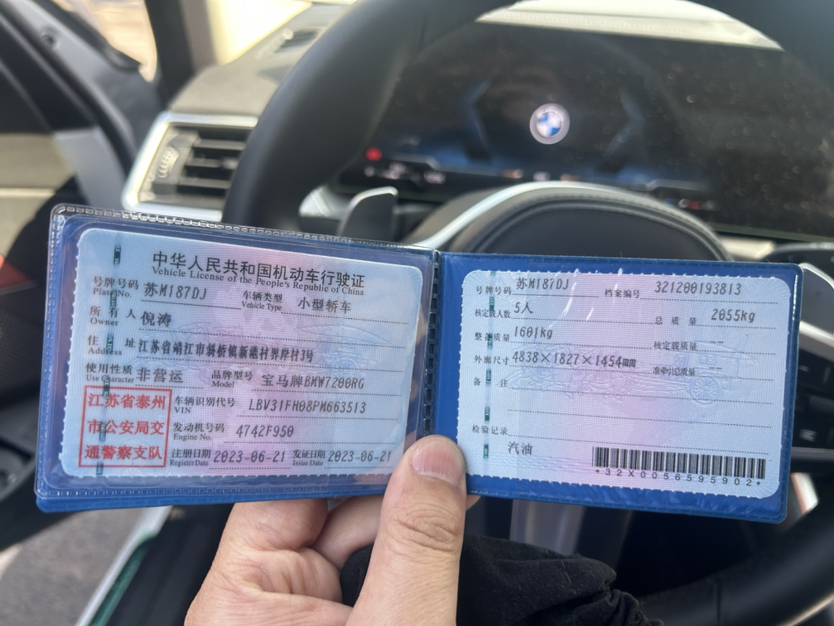 中华人民共和国机动车行驶证
Vehicle License of the People's Republic of China
号牌号码 苏M187DJ 车辆类型 小型轿车
Plate No. Vehicle Type
所有人 倪涛
Owner
住址 江苏省靖江市斜桥镇新港村界岸村3号
Address
使用性质 非营运 品牌型号 宝马牌BMW7200RG
Use Character Model
江苏省泰州
市公安局交
通警察支队
车辆识别代号 LBV31FH08PM663513
VIN
发动机号码 4742F950
Engine No.
注册日期 2023-06-21 发证日期 2023-06-21
Register Date Issue Date
号牌号码 苏M187DJ 档案编号 321200193813
核定载人数 5人 总质量 2055kg
整备质量 1601kg 核定载质量 --
外廓尺寸 4838×1827×1454mm 准牵引总质量 --
备注
检验记录
汽油
*32X0056595902*